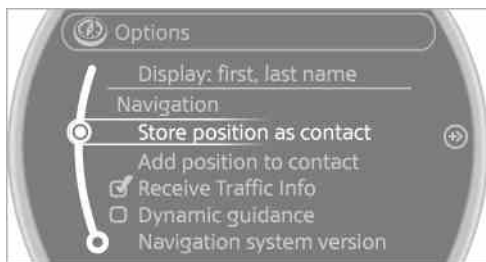 Options
Display: first, last name
Navigation
Store position as contact
Add position to contact
Receive Traffic Info
Dynamic guidance
Navigation system version